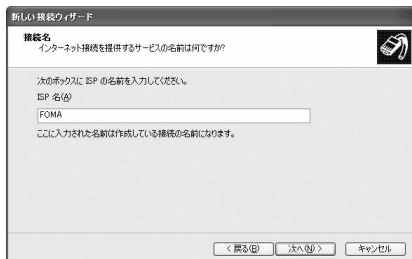 新しい接続ウィザード
接続名
インターネット接続を提供するサービスの名前は何ですか?
次のボックスに ISP の名前を入力してください。
ISP 名(A)
FOMA
ここに入力された名前は作成している接続の名前になります。
< 戻る(B)
次へ(N) >
キャンセル